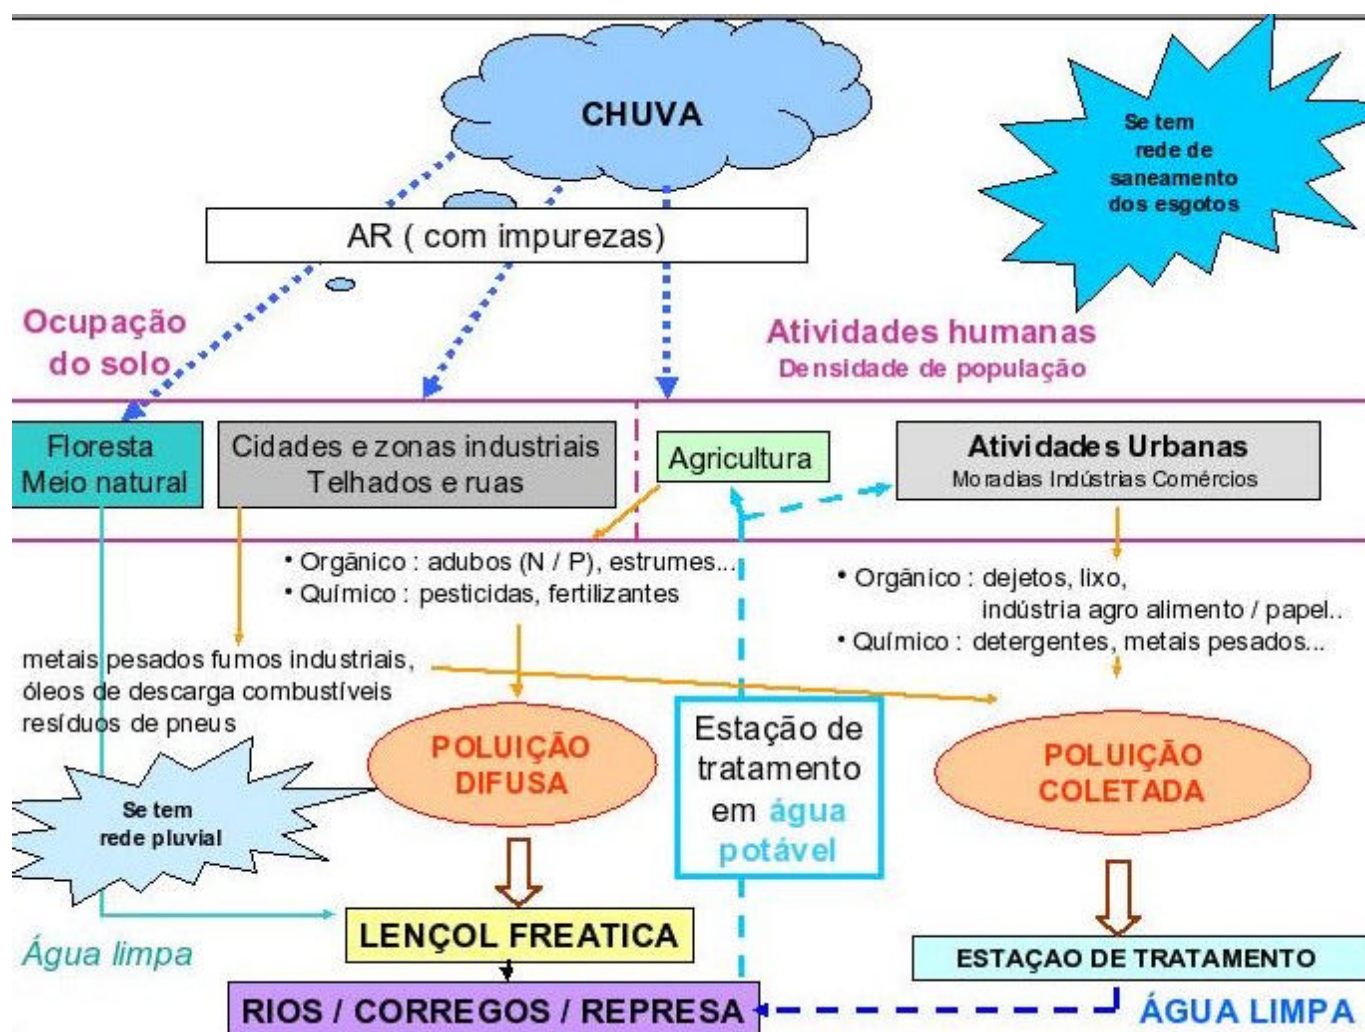 CHUVA
Se tem
rede de
saneamento
dos esgotos
AR ( com impurezas)
Ocupação
do solo
Atividades humanas
Densidade de população
Floresta
Meio natural
Cidades e zonas industriais
Telhados e ruas
Agricultura
Atividades Urbanas
Moradias Indústrias Comércios
• Orgânico : adubos (N / P), estrumes...
• Químico : pesticidas, fertilizantes
• Orgânico : dejetos, lixo,
indústria agro alimento / papel..
• Químico : detergentes, metais pesados...
metais pesados fumos industriais,
óleos de descarga combustíveis
resíduos de pneus
POLUIÇÃO
DIFUSA
Estação de
tratamento
em água
potável
POLUIÇÃO
COLETADA
Se tem
rede pluvial
Água limpa
LENÇOL FREATICA
ESTAÇAO DE TRATAMENTO
RIOS / CORREGOS / REPRESA
ÁGUA LIMPA